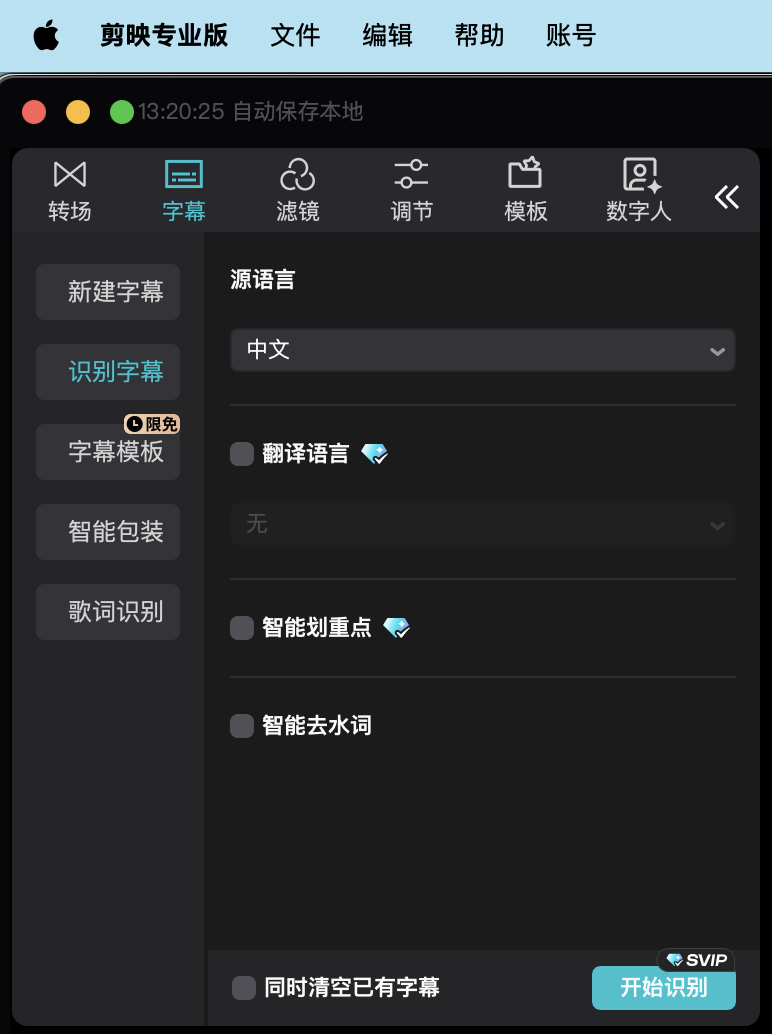 剪映专业版 文件 编辑 帮助 账号
13:20:25 自动保存本地
转场 字幕 滤镜 调节 模板 数字人
新建字幕
识别字幕
限免
字幕模板
智能包装
歌词识别
源语言
中文
翻译语言
无
智能划重点
智能去水词
同时清空已有字幕
SVIP
开始识别